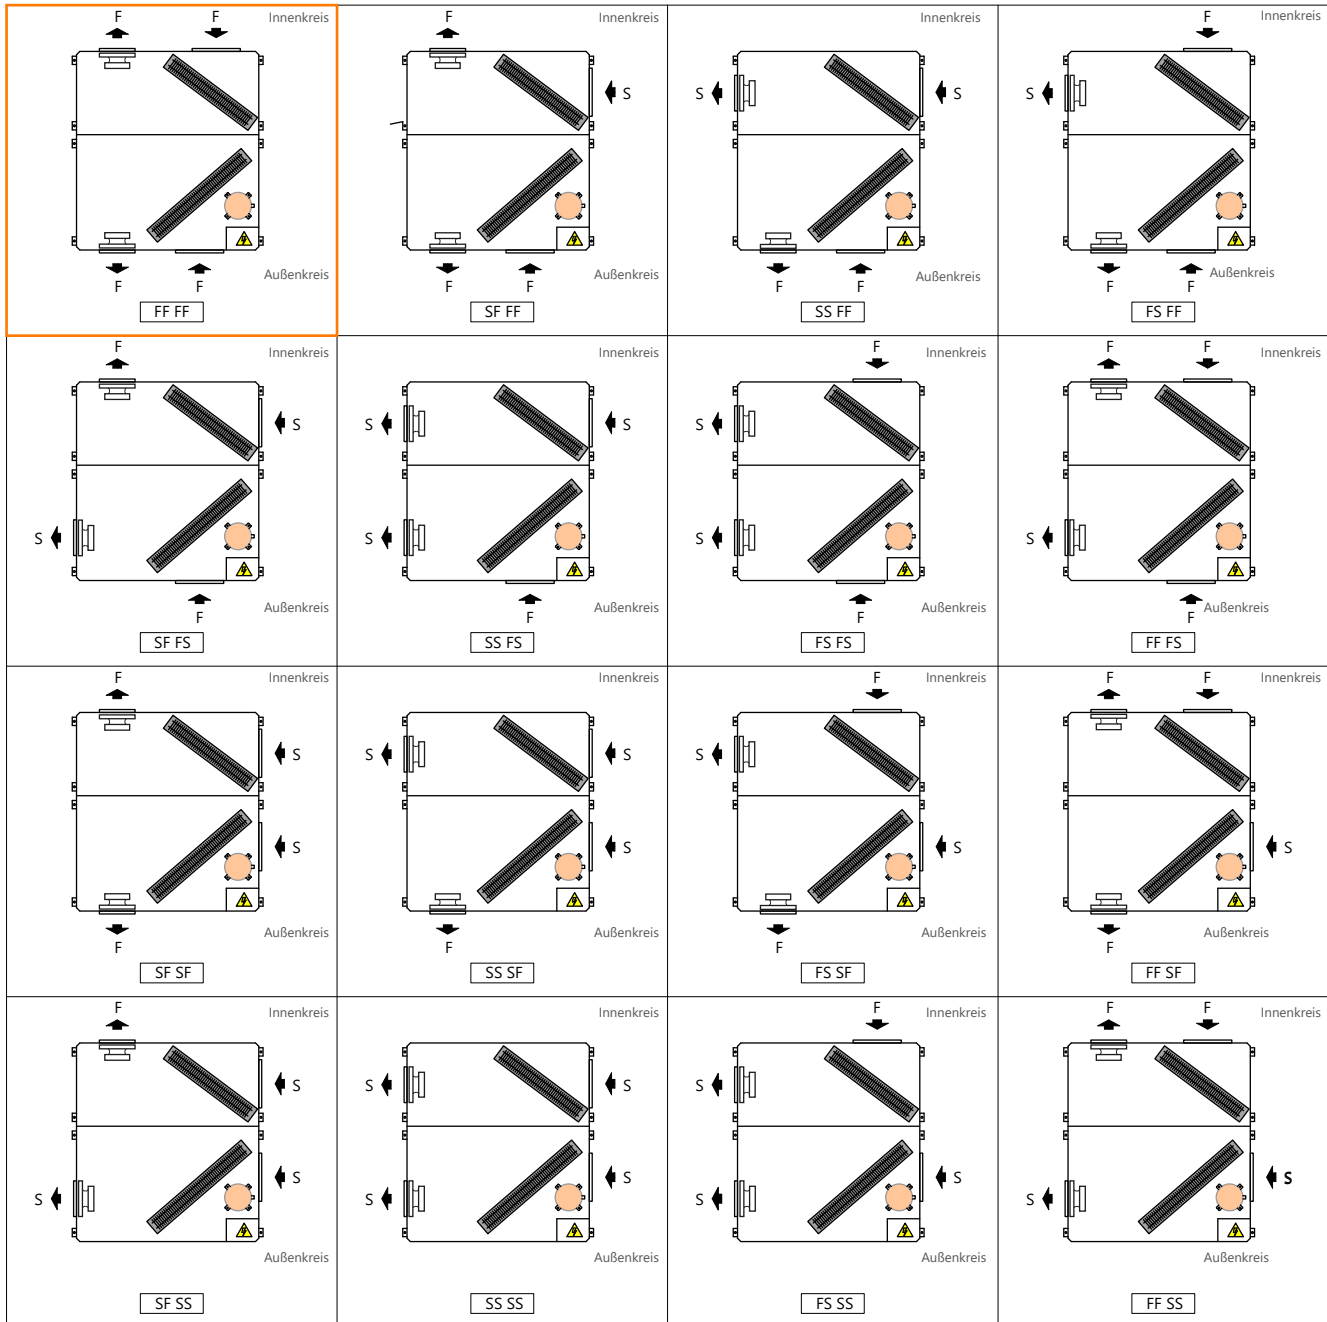 F F Innenkreis
F F Außenkreis
FF FF
F Innenkreis
S
F F Außenkreis
SF FF
Innenkreis
S S
F F Außenkreis
SS FF
F Innenkreis
S
F F Außenkreis
FS FF
F Innenkreis
S
S
F Außenkreis
SF FS
Innenkreis
S S
S
F Außenkreis
SS FS
F Innenkreis
S
S
F Außenkreis
FS FS
F F Innenkreis
S
F Außenkreis
FF FS
F Innenkreis
S
S
F Außenkreis
SF SF
Innenkreis
S S
S
F Außenkreis
SS SF
F Innenkreis
S
S
F Außenkreis
FS SF
F F Innenkreis
S
F Außenkreis
FF SF
F Innenkreis
S
S S
Außenkreis
SF SS
Innenkreis
S S
S S
Außenkreis
SS SS
F Innenkreis
S
S S
Außenkreis
FS SS
F F Innenkreis
S S
Außenkreis
FF SS